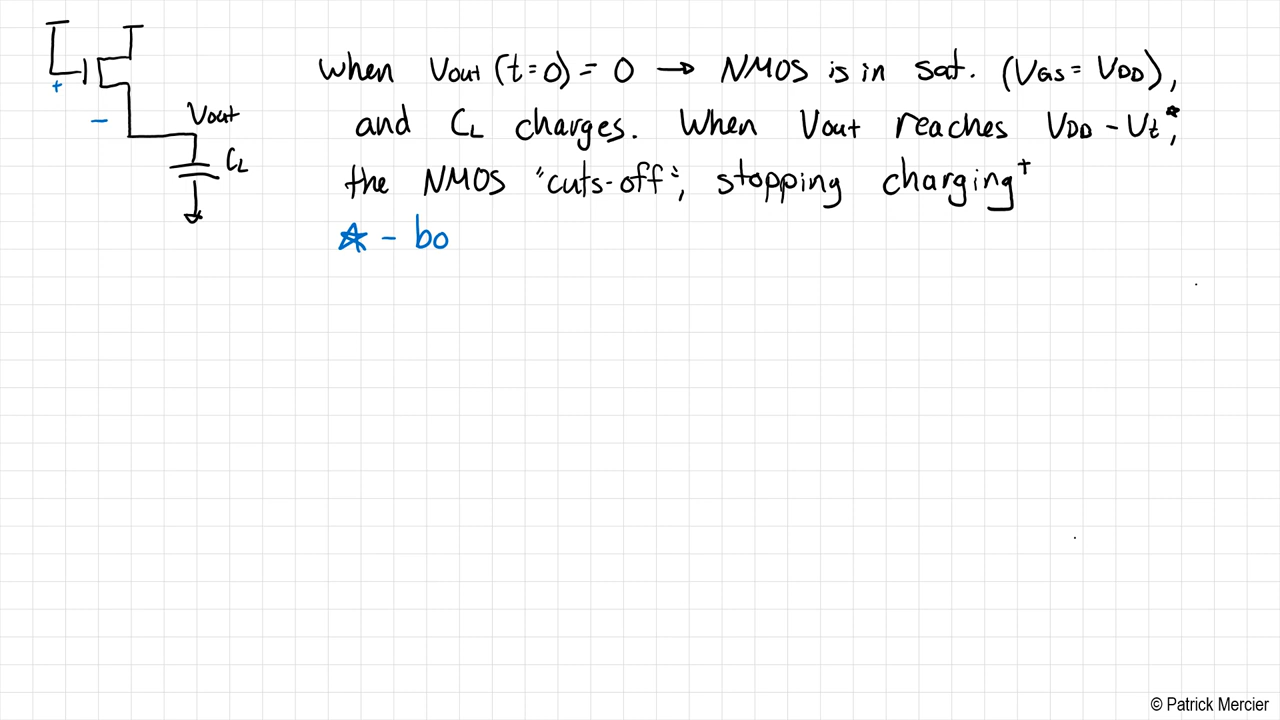 when Vout (t=0) = 0 → NMOS is in sat. (VGS = VDD),
and CL charges. When Vout reaches VDD - Vt*,
the NMOS "cuts-off", stopping charging†
☆ - bo
+
-
Vout
CL
© Patrick Mercier